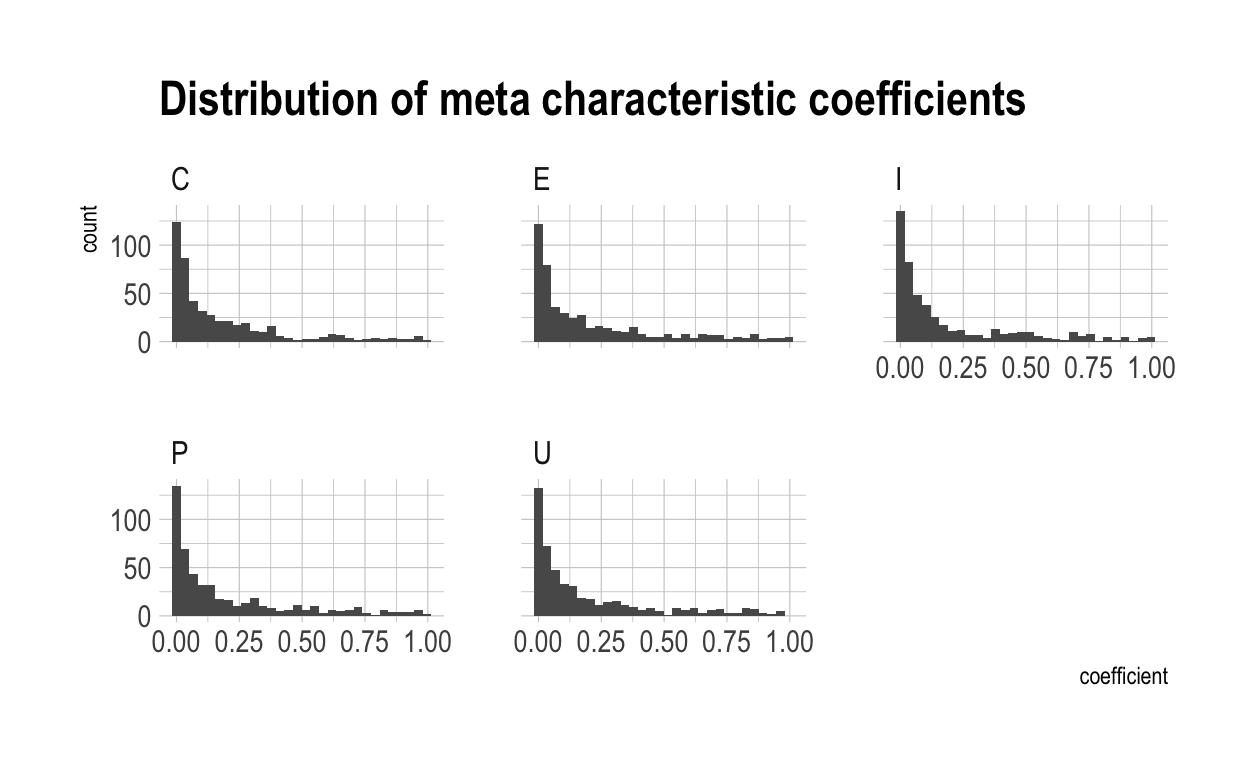 Distribution of meta characteristic coefficients
C E I
count
100
50
0
0.00 0.25 0.50 0.75 1.00
P U
100
50
0
0.00 0.25 0.50 0.75 1.00 0.00 0.25 0.50 0.75 1.00
coefficient